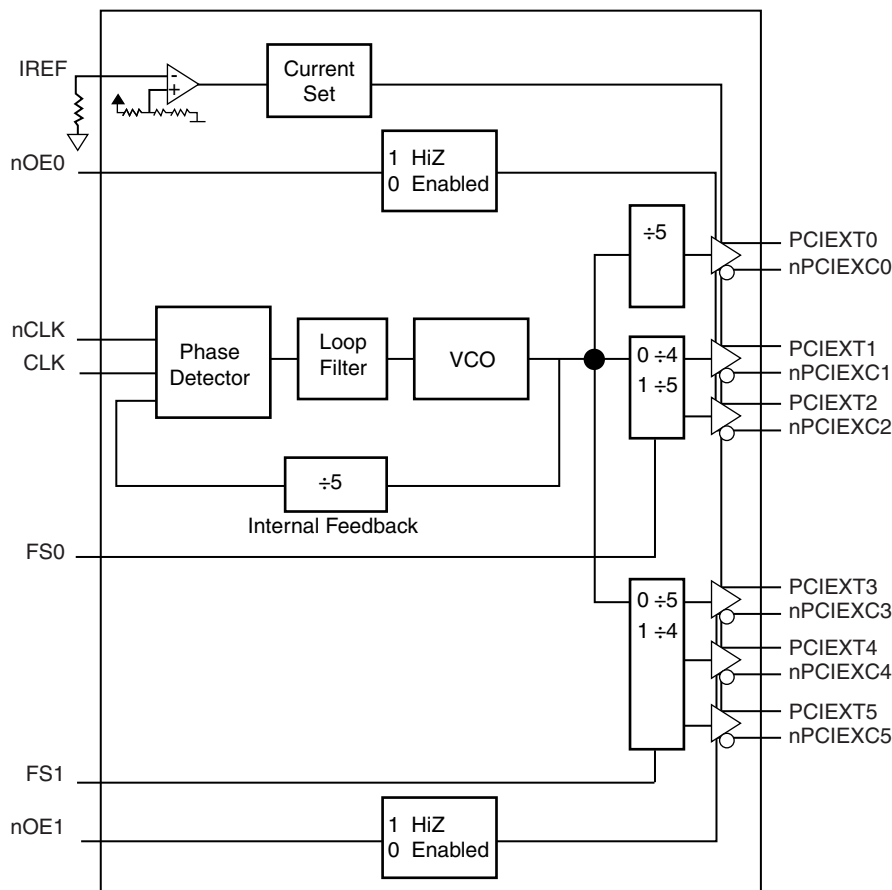 IREF
-
+
Current
Set
nOE0
1 HiZ
0 Enabled
÷5
PCIEXT0
nPCIEXC0
nCLK
CLK
Phase
Detector
Loop
Filter
VCO
0 ÷4
1 ÷5
PCIEXT1
nPCIEXC1
PCIEXT2
nPCIEXC2
÷5
Internal Feedback
FS0
0 ÷5
1 ÷4
PCIEXT3
nPCIEXC3
PCIEXT4
nPCIEXC4
PCIEXT5
nPCIEXC5
FS1
nOE1
1 HiZ
0 Enabled